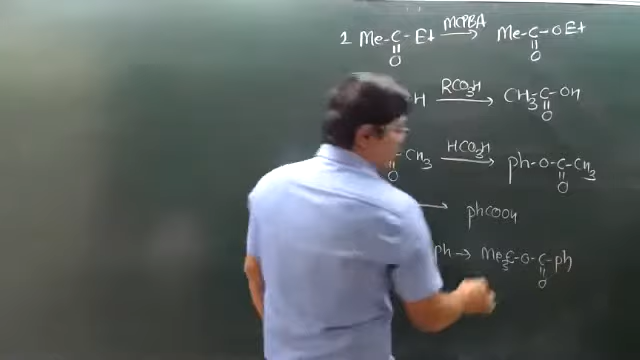 1 Me-C-Et MCPBA → Me-C-OEt
O O
H RCO3H → CH3-C-OH
O
CH3 HCO3H → ph-O-C-CH3
O O
→ phCOOH
ph → Me3C-O-C-ph
O